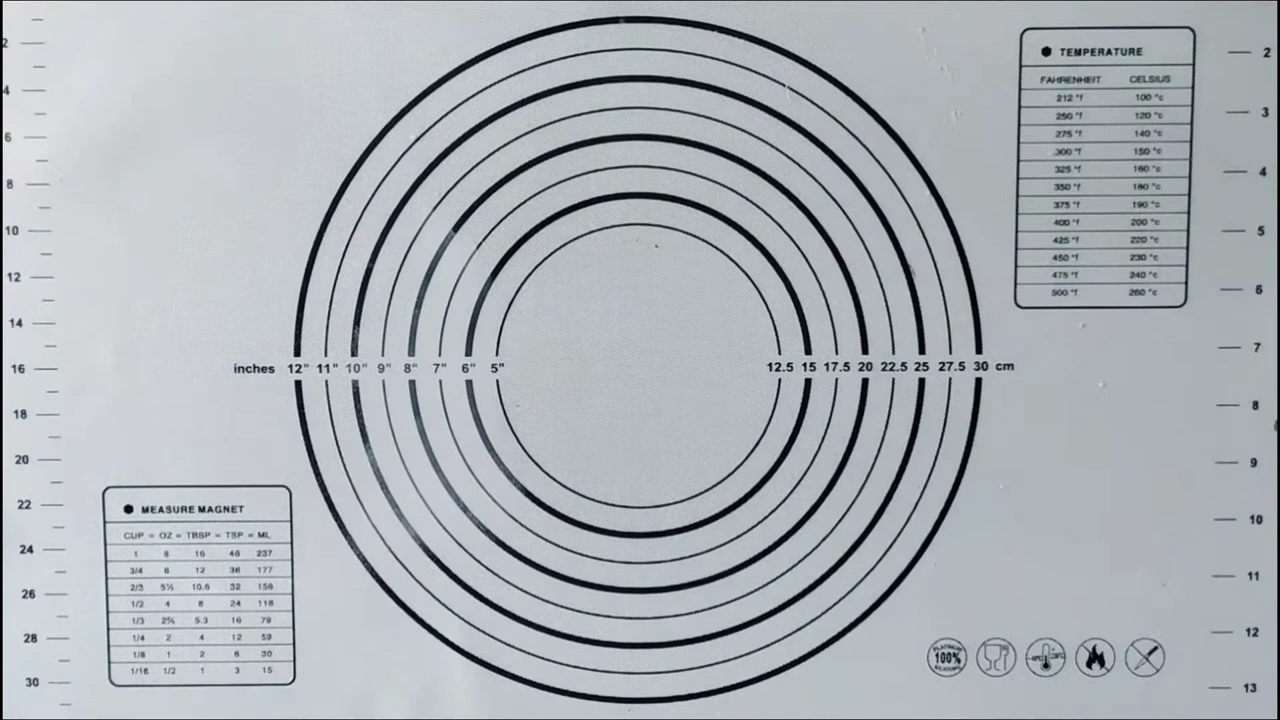 2
4
6
8
10
12
14
16
18
20
22
24
26
28
30
inches 12" 11" 10" 9" 8" 7" 6" 5" 12.5 15 17.5 20 22.5 25 27.5 30 cm
MEASURE MAGNET
CUP = OZ = TBSP = TSP = ML
1 8 16 48 237
3/4 6 12 36 177
2/3 5⅓ 10.6 32 158
1/2 4 8 24 118
1/3 2⅔ 5.3 16 79
1/4 2 4 12 59
1/8 1 2 6 30
1/16 1/2 1 3 15
TEMPERATURE
FAHRENHEIT CELSIUS
212 °f 100 °c
250 °f 120 °c
275 °f 140 °c
300 °f 150 °c
325 °f 160 °c
350 °f 180 °c
375 °f 190 °c
400 °f 200 °c
425 °f 220 °c
450 °f 230 °c
475 °f 240 °c
500 °f 260 °c
2
3
4
5
6
7
8
9
10
11
12
13
PLATINUM
100%
SILICONE